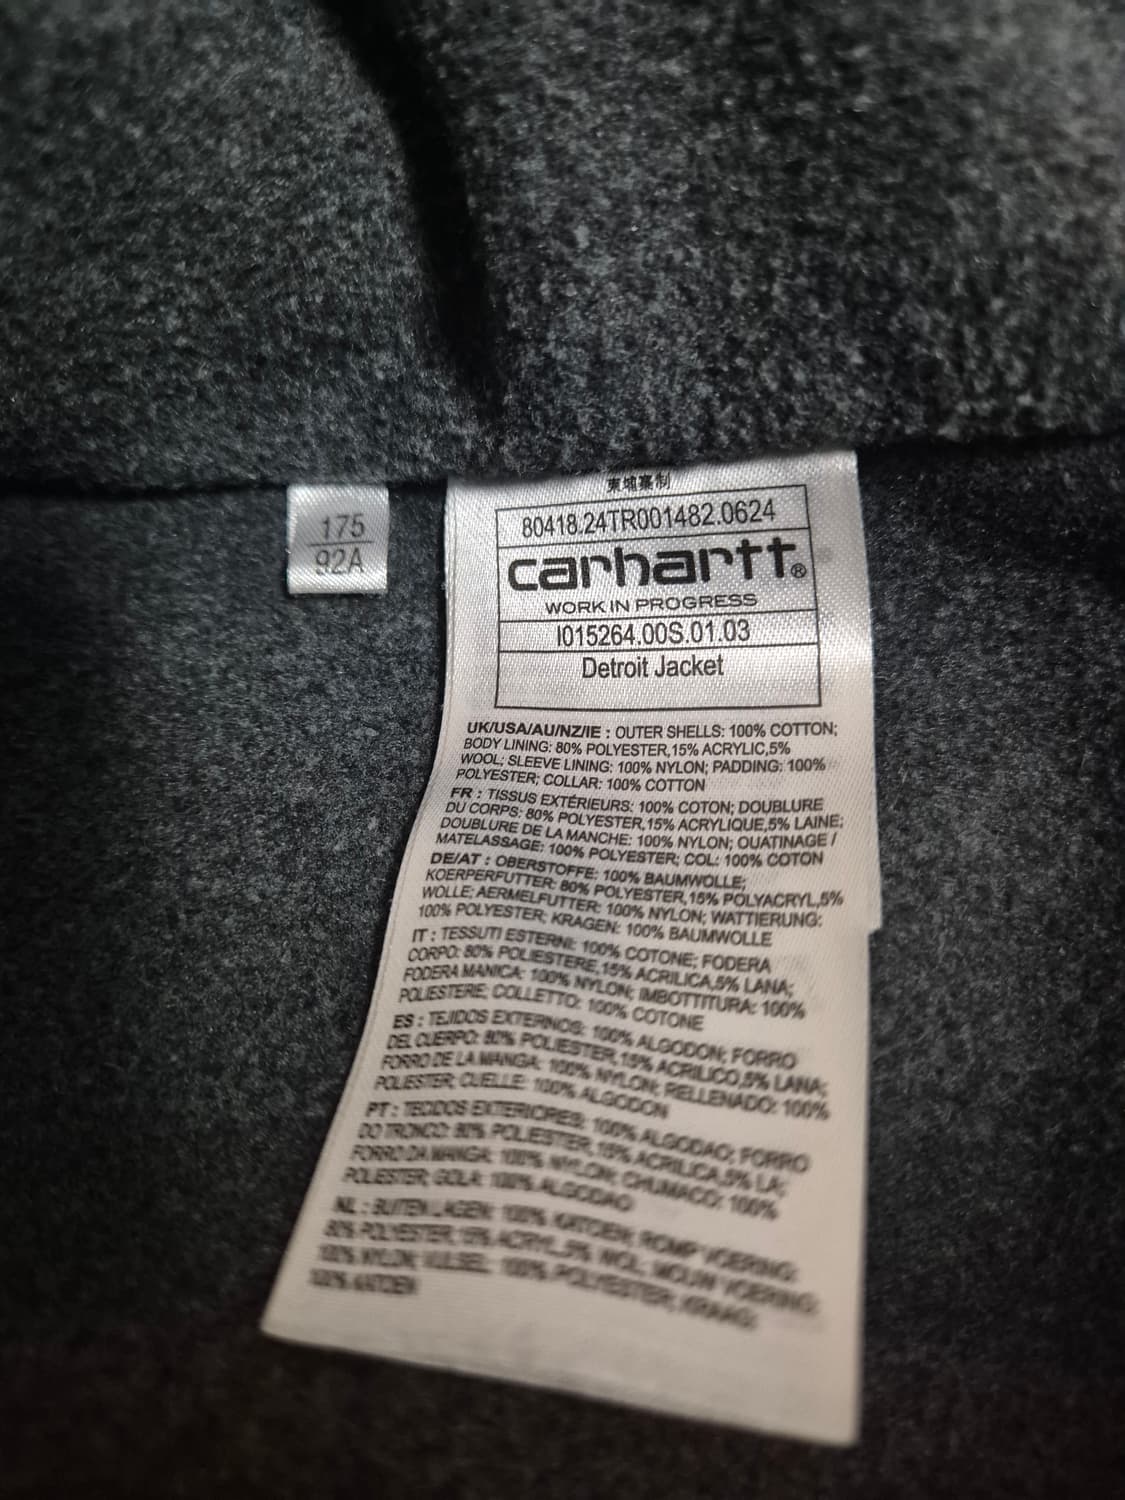 175
92A
柬埔寨制
80418.24TR001482.0624
carhartt®
WORK IN PROGRESS
I015264.00S.01.03
Detroit Jacket
UK/USA/AU/NZ/IE : OUTER SHELLS: 100% COTTON;
BODY LINING: 80% POLYESTER,15% ACRYLIC,5%
WOOL; SLEEVE LINING: 100% NYLON; PADDING: 100%
POLYESTER; COLLAR: 100% COTTON
FR : TISSUS EXTÉRIEURS: 100% COTON; DOUBLURE
DU CORPS: 80% POLYESTER,15% ACRYLIQUE,5% LAINE;
DOUBLURE DE LA MANCHE: 100% NYLON; OUATINAGE /
MATELASSAGE: 100% POLYESTER; COL: 100% COTON
DE/AT : OBERSTOFFE: 100% BAUMWOLLE;
KOERPERFUTTER: 80% POLYESTER,15% POLYACRYL,5%
WOLLE; AERMELFUTTER: 100% NYLON; WATTIERUNG:
100% POLYESTER; KRAGEN: 100% BAUMWOLLE
IT : TESSUTI ESTERNI: 100% COTONE; FODERA
CORPO: 80% POLIESTERE,15% ACRILICA,5% LANA;
FODERA MANICA: 100% NYLON; IMBOTTITURA: 100%
POLIESTERE; COLLETTO: 100% COTONE
ES : TEJIDOS EXTERNOS: 100% ALGODON; FORRO
DEL CUERPO: 80% POLIESTER,15% ACRILICO,5% LANA;
FORRO DE LA MANGA: 100% NYLON; RELLENADO: 100%
POLIESTER; CUELLE: 100% ALGODON
PT : TECIDOS EXTERIORES: 100% ALGODAO; FORRO
DO TRONCO: 80% POLIESTER,15% ACRILICA,5% LA;
FORRO DA MANGA: 100% NYLON; CHUMACO: 100%
POLIESTER; GOLA: 100% ALGODAO
NL : BUITEN LAGEN: 100% KATOEN; ROMP VOERING:
80% POLYESTER,15% ACRYL,5% WOL; MOUW VOERING:
100% NYLON; VULSEL: 100% POLYESTER; KRAAG:
100% KATOEN